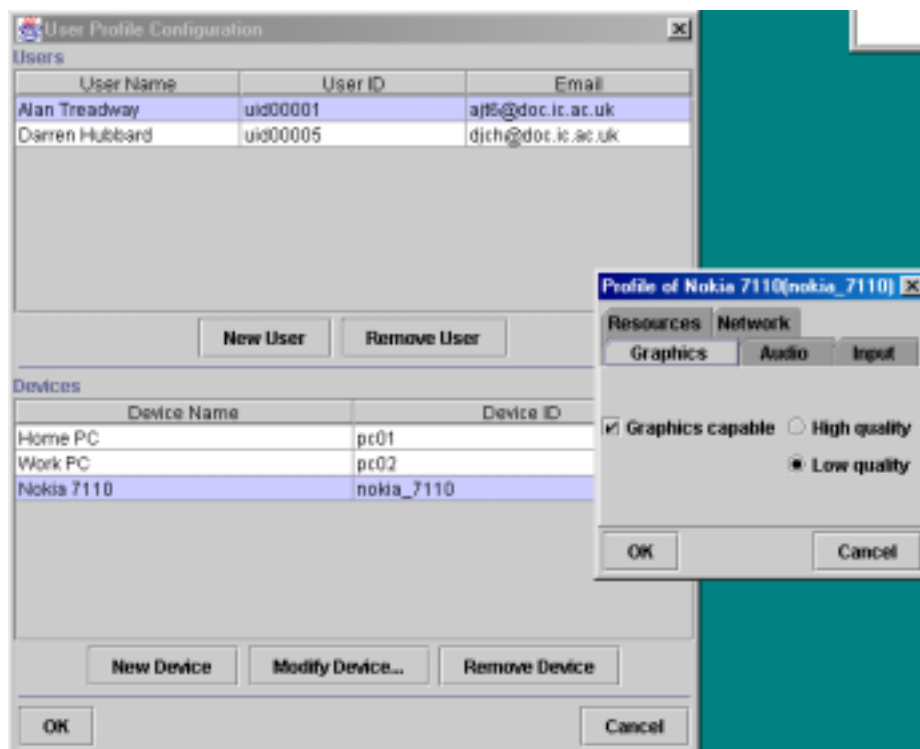 User Profile Configuration
Users
User Name User ID Email
Alan Treadway uid00001 ajt6@doc.ic.ac.uk
Darren Hubbard uid00005 djch@doc.ic.ac.uk
New User Remove User
Devices
Device Name Device ID
Home PC pc01
Work PC pc02
Nokia 7110 nokia_7110
New Device Modify Device... Remove Device
OK Cancel
Profile of Nokia 7110(nokia_7110)
Resources Network
Graphics Audio Input
Graphics capable High quality
Low quality
OK Cancel